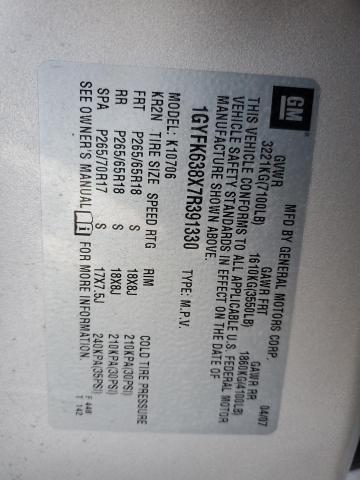 GM
MFD BY GENERAL MOTORS CORP. 04/07
GVWR GAWR FRT GAWR RR
3221KG(7100LB) 1610KG(3550LB) 1860KG(4100LB)
THIS VEHICLE CONFORMS TO ALL APPLICABLE U.S. FEDERAL MOTOR
VEHICLE SAFETY STANDARDS IN EFFECT ON THE DATE OF
MANUFACTURE SHOWN ABOVE.
1GYFK638X7R391330 TYPE: M.P.V.
MODEL: K10706
KR2N TIRE SIZE SPEED RTG RIM COLD TIRE PRESSURE
FRT P265/65R18 S 18X8J 210KPA(30PSI)
RR P265/65R18 S 18X8J 210KPA(30PSI)
SPA P265/70R17 S 17X7.5J 240KPA(35PSI)
SEE OWNER'S MANUAL i FOR MORE INFORMATION.
F 448
T 142